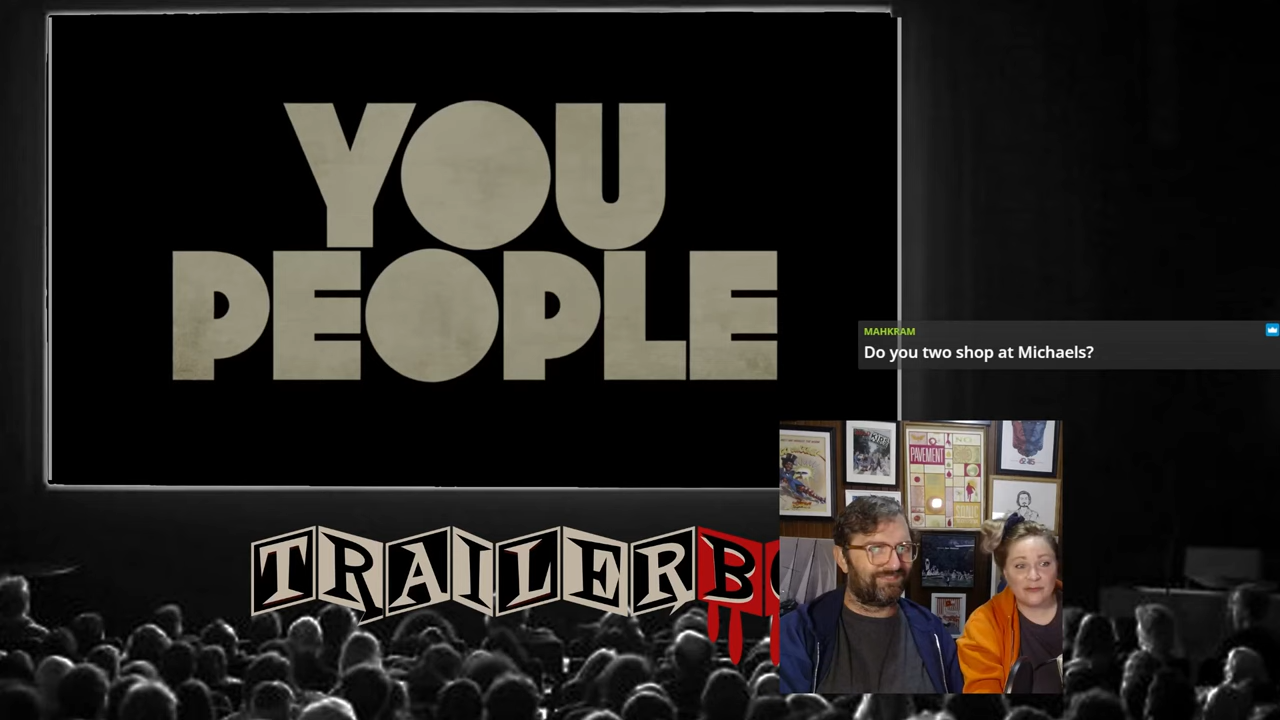 YOU
PEOPLE
MAHKRAM
Do you two shop at Michaels?
PAVEMENT
TRAILERB